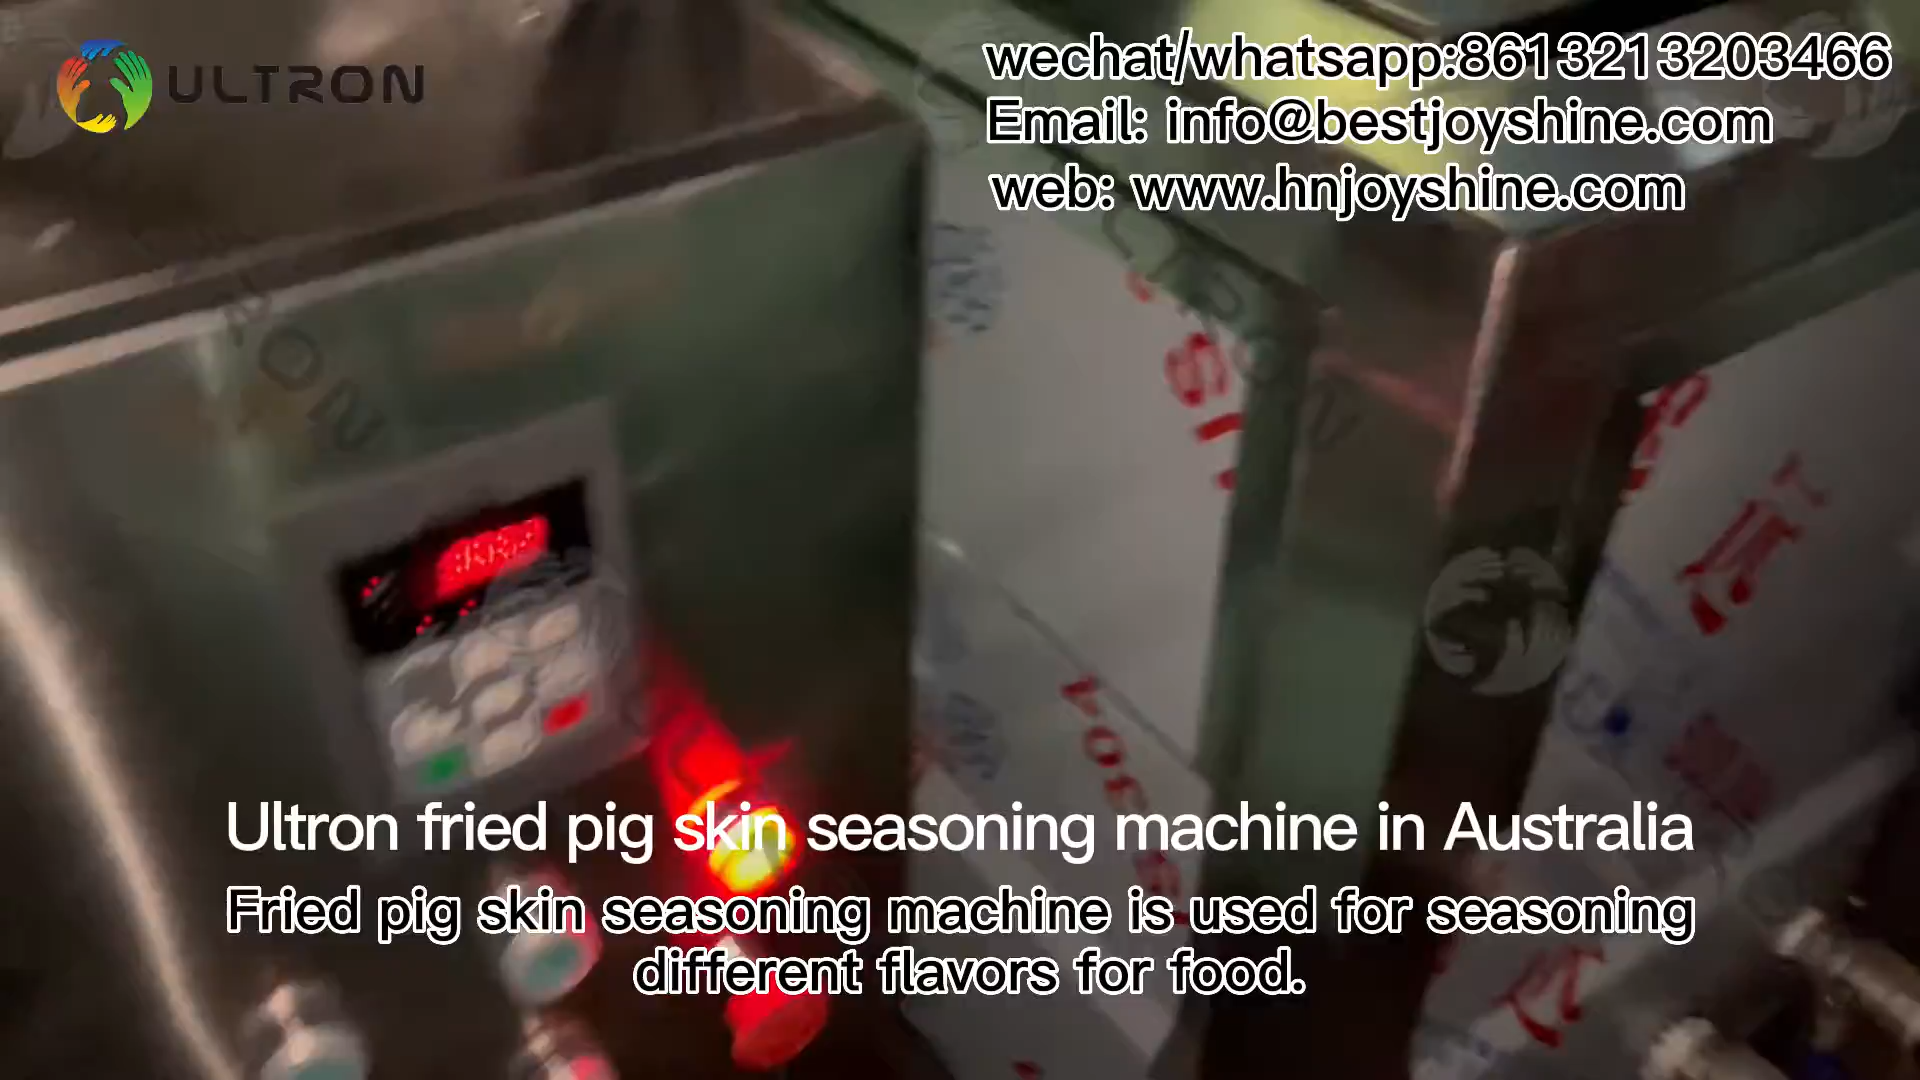 ULTRON
wechat/whatsapp:8613213203466
Email: info@bestjoyshine.com
web: www.hnjoyshine.com
Ultron fried pig skin seasoning machine in Australia
Fried pig skin seasoning machine is used for seasoning
different flavors for food.